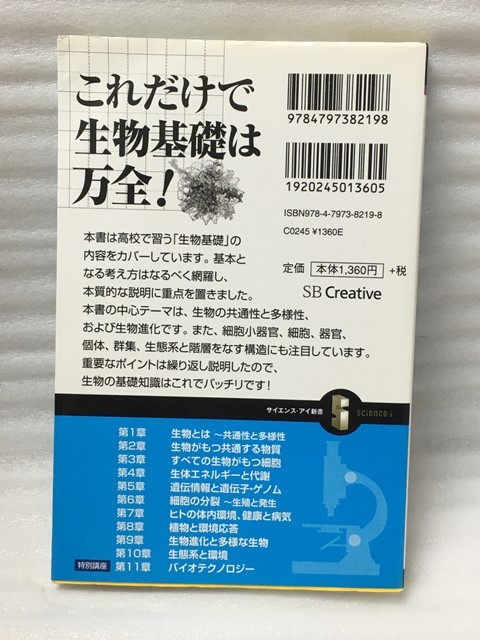 これだけで
生物基礎は
万全!
9784797382198
1920245013605
ISBN978-4-7973-8219-8
C0245 ¥1360E
定価 本体1,360円 +税
SB Creative
本書は高校で習う「生物基礎」の
内容をカバーしています。基本と
なる考え方はなるべく網羅し、
本質的な説明に重点を置きました。
本書の中心テーマは、生物の共通性と多様性、
および生物進化です。また、細胞小器官、細胞、器官、
個体、群集、生態系と階層をなす構造にも注目しています。
重要なポイントは繰り返し説明したので、
生物の基礎知識はこれでバッチリです!
サイエンス・アイ新書
science·i
第1章 生物とは ～共通性と多様性
第2章 生物がもつ共通する物質
第3章 すべての生物がもつ細胞
第4章 生体エネルギーと代謝
第5章 遺伝情報と遺伝子・ゲノム
第6章 細胞の分裂 ～生殖と発生
第7章 ヒトの体内環境、健康と病気
第8章 植物と環境応答
第9章 生物進化と多様な生物
第10章 生態系と環境
特別講座 第11章 バイオテクノロジー